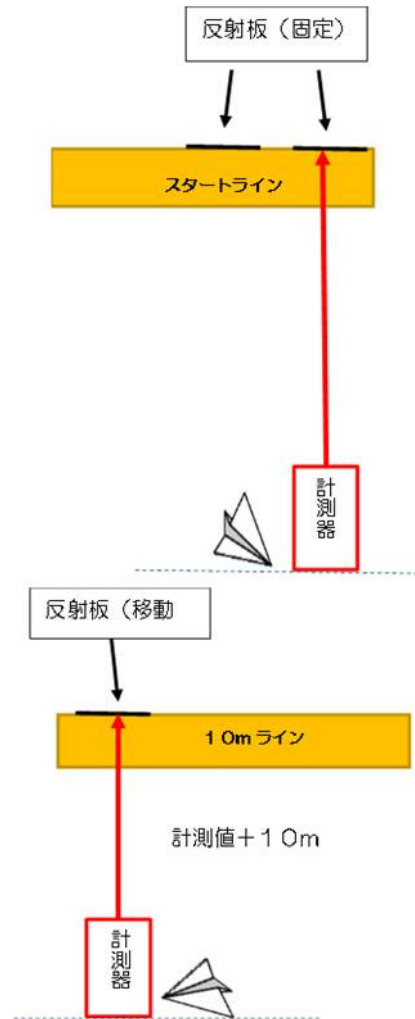 反射板（固定）
スタートライン
計測器
反射板（移動
１０ｍライン
計測値＋１０ｍ
計測器